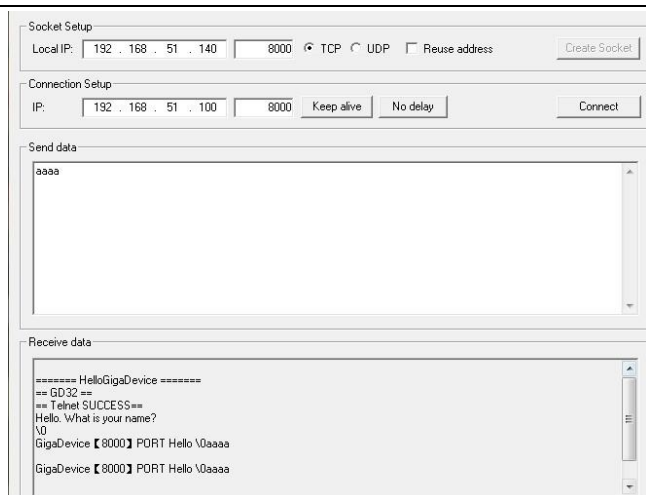 Socket Setup
Local IP: 192 . 168 . 51 . 140 8000 TCP UDP Reuse address Create Socket
Connection Setup
IP: 192 . 168 . 51 . 100 8000 Keep alive No delay Connect
Send data
aaaa
Receive data
======= HelloGigaDevice =======
== GD32 ==
== Telnet SUCCESS==
Hello. What is your name?
\0
GigaDevice【8000】PORT Hello \0aaaa
GigaDevice【8000】PORT Hello \0aaaa